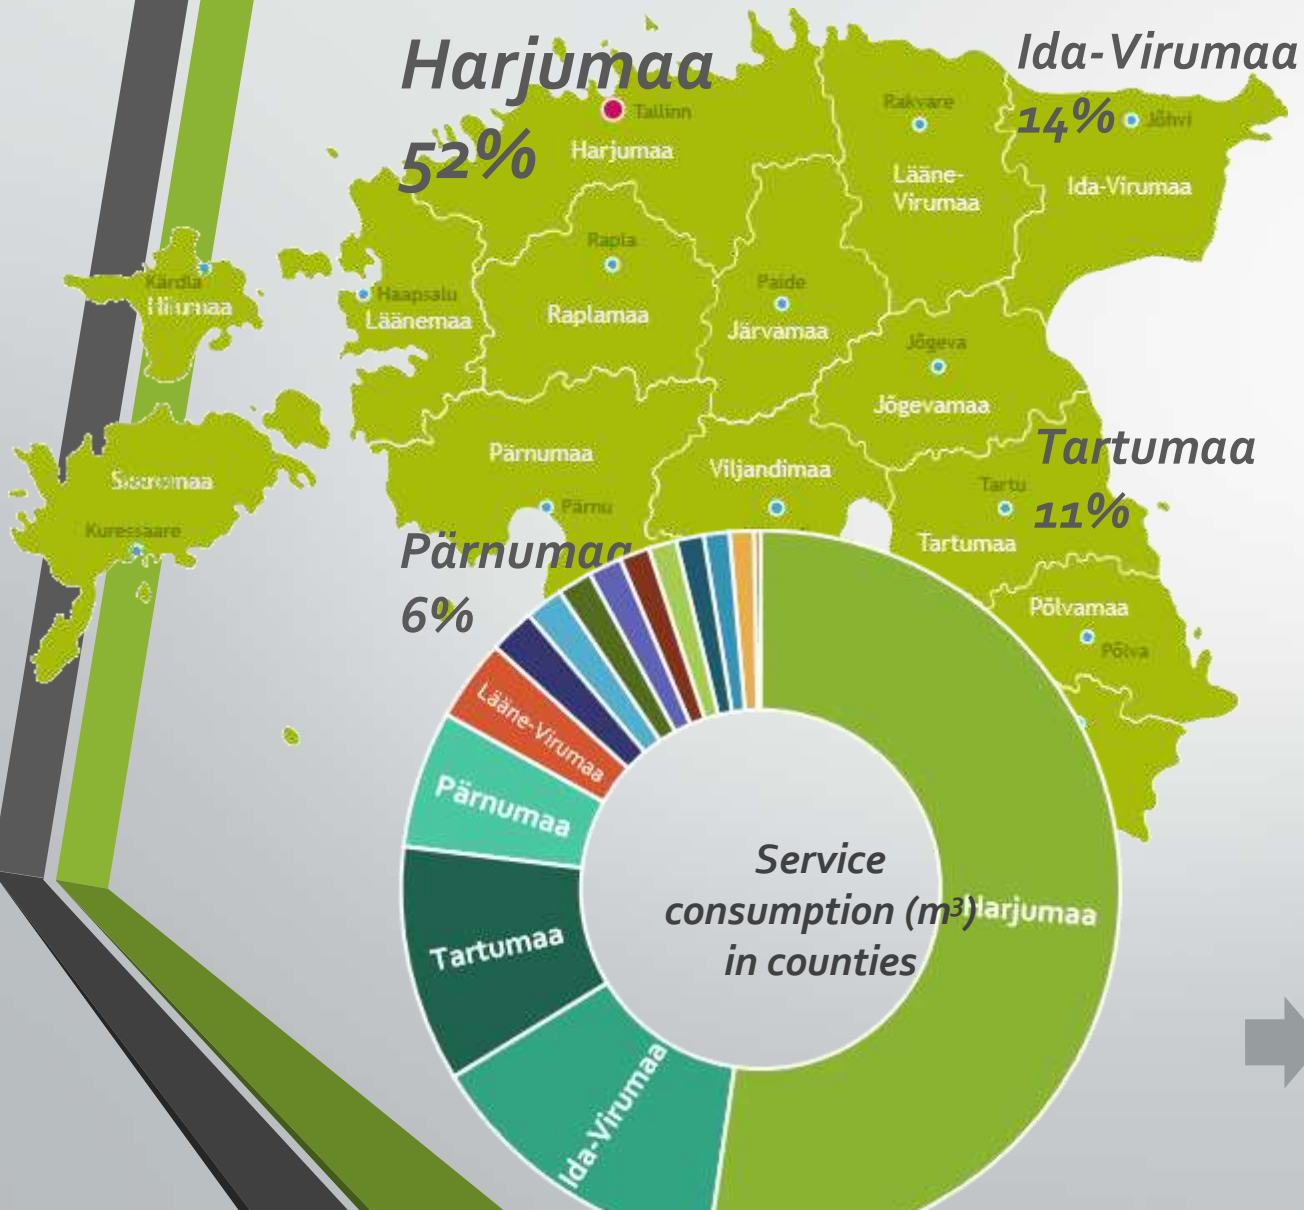 Harjumaa
52%
Ida-Virumaa
14%
Tallinn
Harjumaa
Rakvere
Lääne-
Virumaa
Jõhvi
Ida-Virumaa
Kärdla
Hiiumaa
Haapsalu
Läänemaa
Rapla
Raplamaa
Paide
Järvamaa
Jõgeva
Jõgevamaa
Saaremaa
Kuressaare
Pärnumaa
Pärnu
Viljandimaa
Tartumaa
11%
Tartu
Tartumaa
Pärnumaa
6%
Põlvamaa
Põlva
Lääne-Virumaa
Pärnumaa
Tartumaa
Ida-Virumaa
Harjumaa
Service
consumption (m³)
in counties